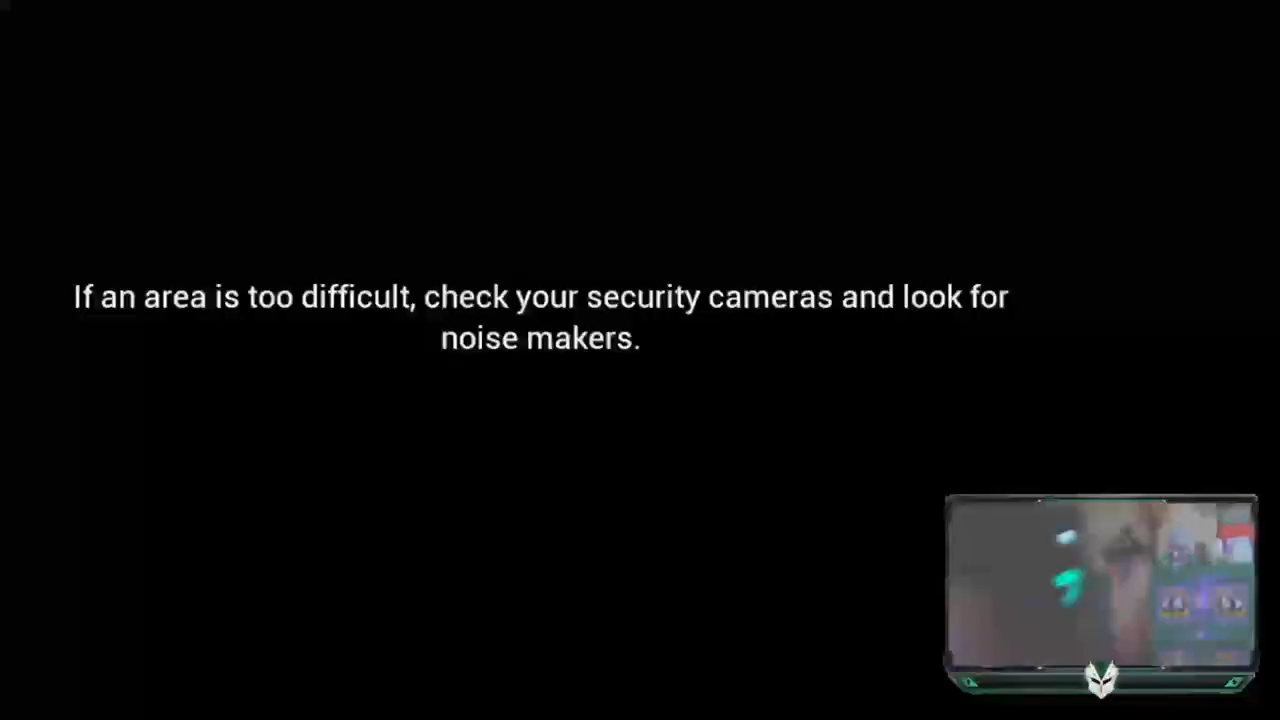 If an area is too difficult, check your security cameras and look for
noise makers.